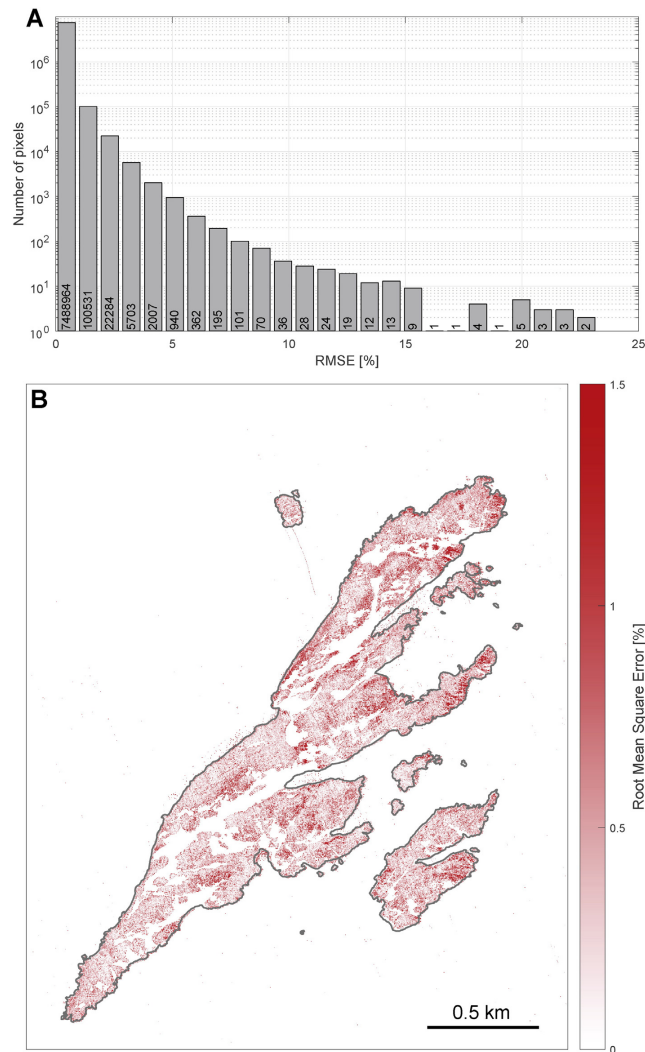 A
Number of pixels
10^6
10^5
10^4
10^3
10^2
10^1
10^0
7488964 100531 22284 5703 2007 940 362 195 101 70 36 28 24 19 12 13 9 1 1 4 1 5 3 3 2
0 5 10 15 20 25
RMSE [%]
B
1.5
1
0.5
0
Root Mean Square Error [%]
0.5 km